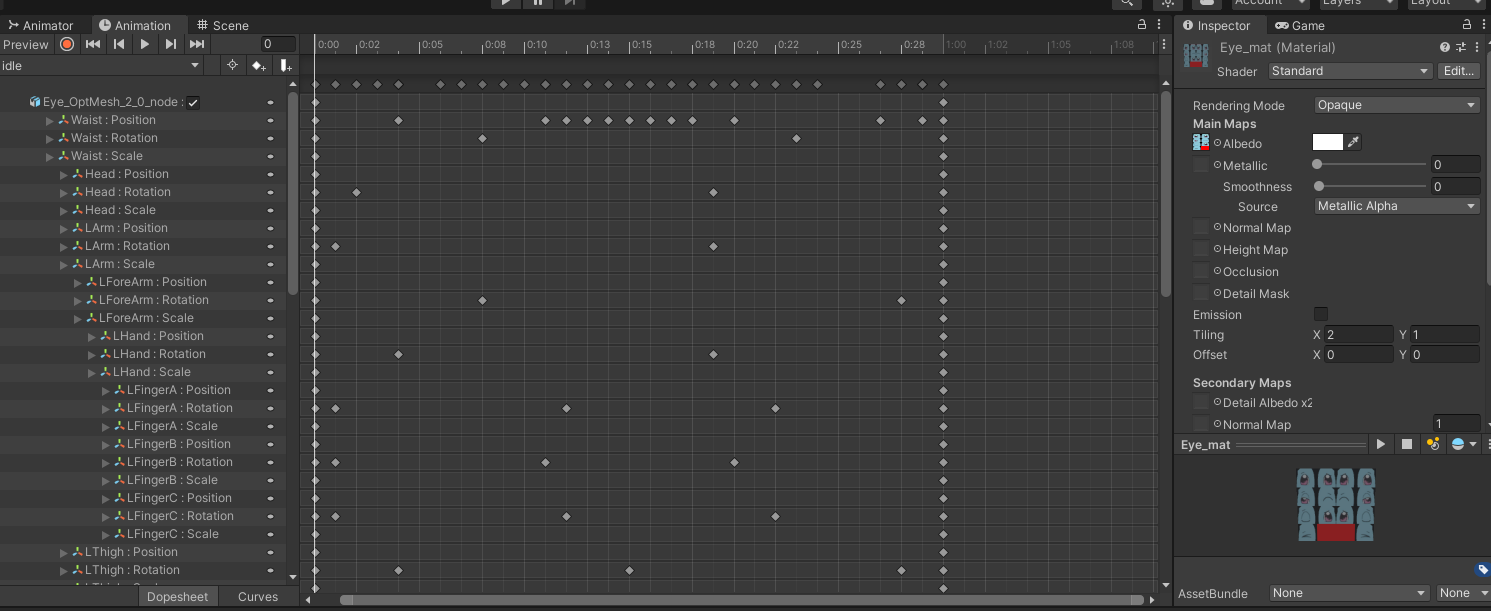 Account Layers Layout
Animator Animation Scene
Inspector Game
Preview 0
0:00 0:02 0:05 0:08 0:10 0:13 0:15 0:18 0:20 0:22 0:25 0:28 1:00 1:02 1:05 1:08 1:10
idle
Eye_OptMesh_2_0_node :
Waist : Position
Waist : Rotation
Waist : Scale
Head : Position
Head : Rotation
Head : Scale
LArm : Position
LArm : Rotation
LArm : Scale
LForeArm : Position
LForeArm : Rotation
LForeArm : Scale
LHand : Position
LHand : Rotation
LHand : Scale
LFingerA : Position
LFingerA : Rotation
LFingerA : Scale
LFingerB : Position
LFingerB : Rotation
LFingerB : Scale
LFingerC : Position
LFingerC : Rotation
LFingerC : Scale
LThigh : Position
LThigh : Rotation
Dopesheet Curves
Eye_mat (Material)
Shader Standard Edit...
Rendering Mode Opaque
Main Maps
Albedo
Metallic 0
Smoothness 0
Source Metallic Alpha
Normal Map
Height Map
Occlusion
Detail Mask
Emission
Tiling X 2 Y 1
Offset X 0 Y 0
Secondary Maps
Detail Albedo x2
Normal Map 1
Eye_mat
AssetBundle None None